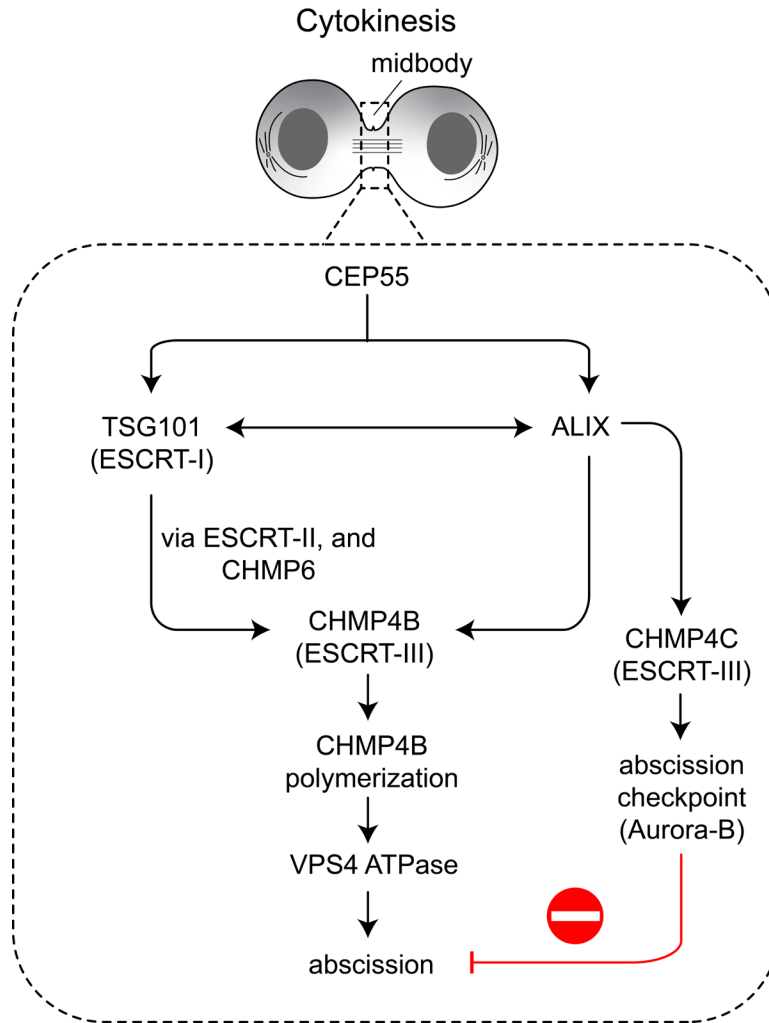 Cytokinesis
midbody
CEP55
TSG101
(ESCRT-I)
ALIX
via ESCRT-II, and
CHMP6
CHMP4B
(ESCRT-III)
CHMP4C
(ESCRT-III)
CHMP4B
polymerization
abscission
checkpoint
(Aurora-B)
VPS4 ATPase
abscission